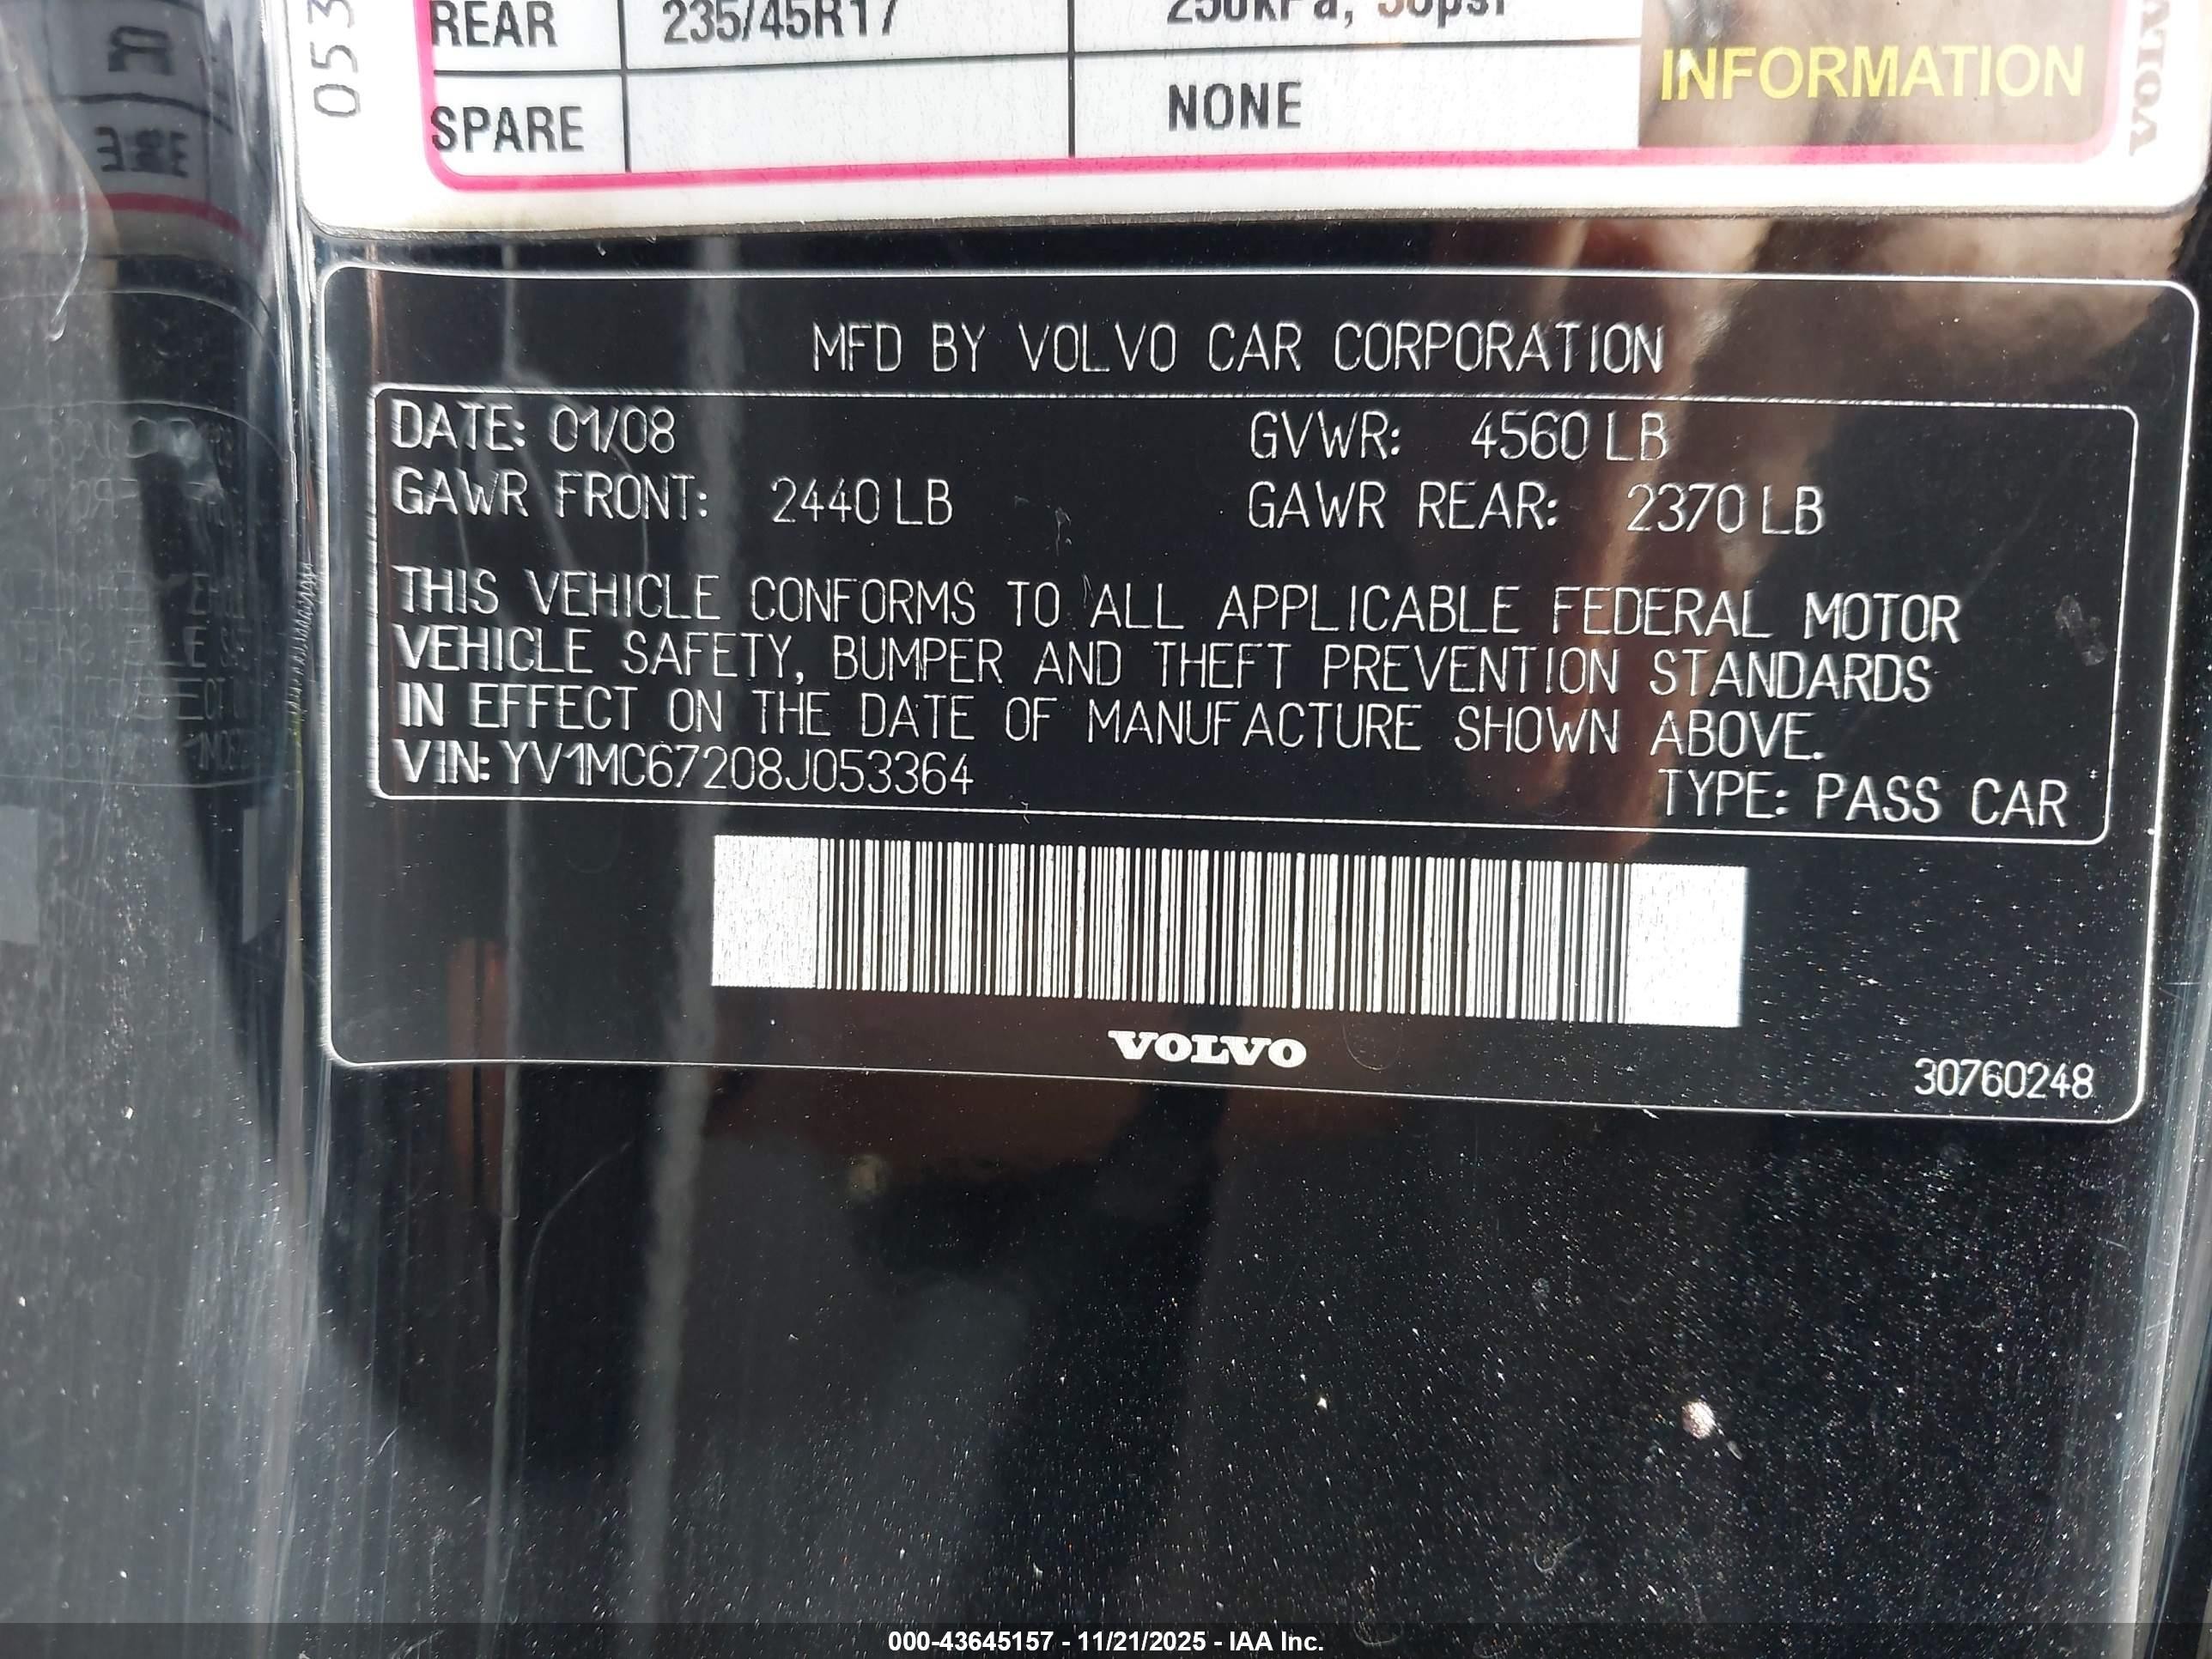 053
REAR 235/45R17 250kPa, 36psi
SPARE NONE
INFORMATION
VOLV
MFD BY VOLVO CAR CORPORATION
DATE: 01/08 GVWR: 4560 LB
GAWR FRONT: 2440 LB GAWR REAR: 2370 LB
THIS VEHICLE CONFORMS TO ALL APPLICABLE FEDERAL MOTOR
VEHICLE SAFETY, BUMPER AND THEFT PREVENTION STANDARDS
IN EFFECT ON THE DATE OF MANUFACTURE SHOWN ABOVE.
VIN: YV1MC67208J053364
TYPE: PASS CAR
VOLVO
30760248
000-43645157 - 11/21/2025 - IAA Inc.